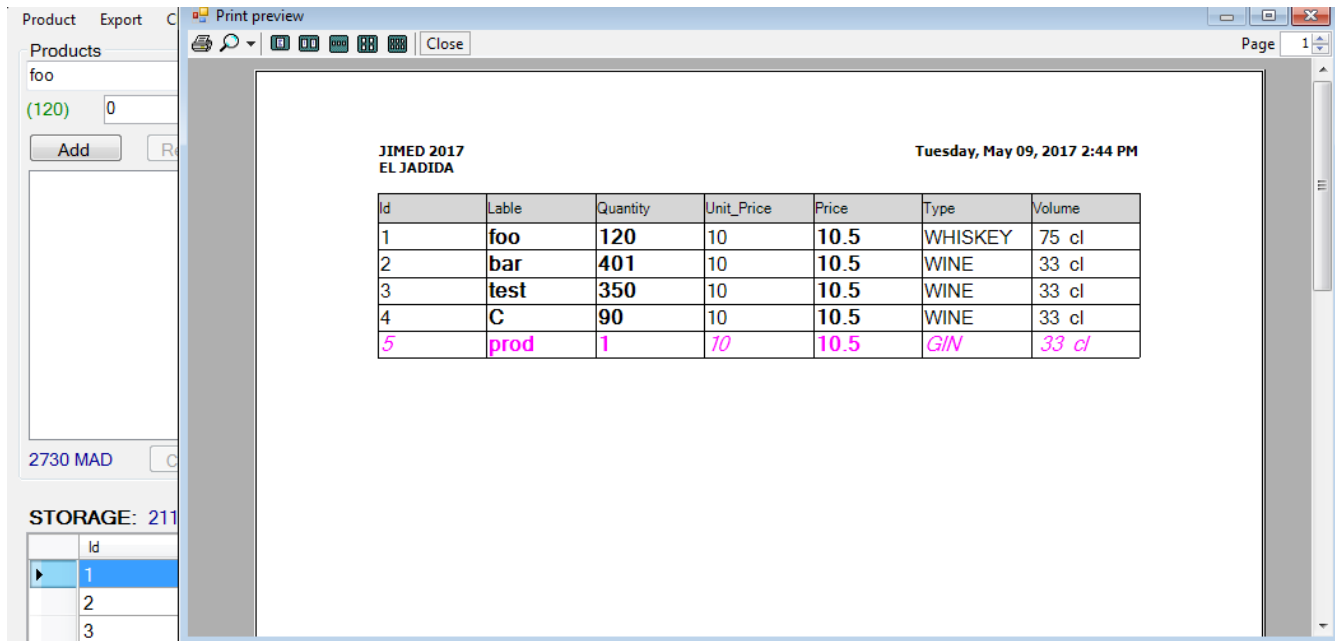 Product Export
Print preview
Products
Close
Page 1
foo
(120) 0
Add
JIMED 2017 Tuesday, May 09, 2017 2:44 PM
EL JADIDA
Id Lable Quantity Unit_Price Price Type Volume
1 foo 120 10 10.5 WHISKEY 75 cl
2 bar 401 10 10.5 WINE 33 cl
3 test 350 10 10.5 WINE 33 cl
4 C 90 10 10.5 WINE 33 cl
5 prod 1 10 10.5 GIN 33 cl
2730 MAD
STORAGE: 211
Id
1
2
3